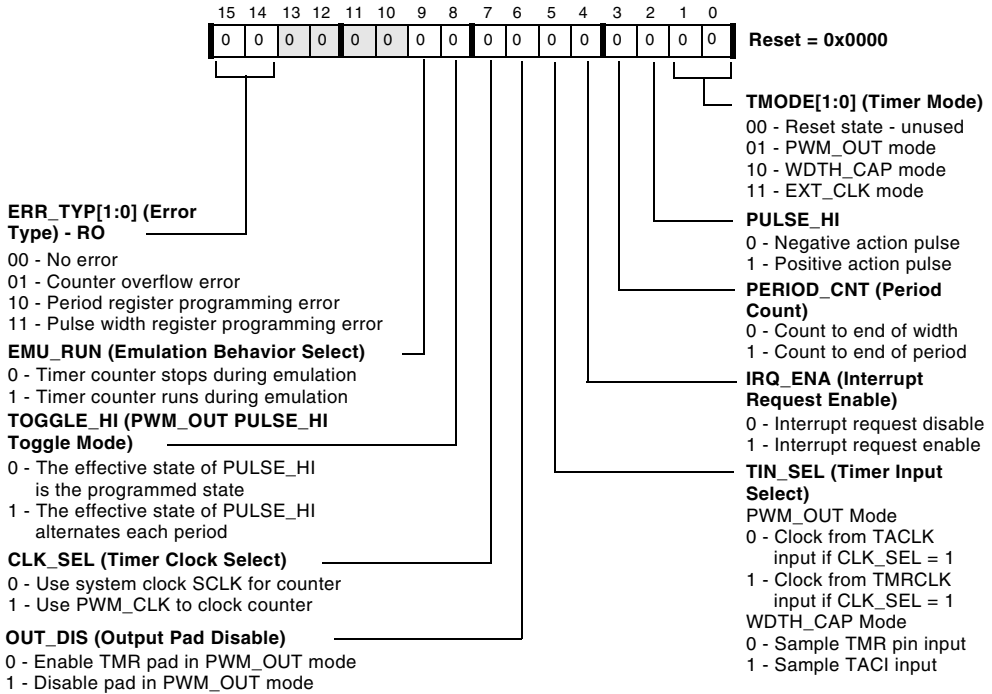 15 14 13 12 11 10 9 8 7 6 5 4 3 2 1 0
0 0 0 0 0 0 0 0 0 0 0 0 0 0 0 0
Reset = 0x0000
ERR_TYP[1:0] (Error
Type) - RO
00 - No error
01 - Counter overflow error
10 - Period register programming error
11 - Pulse width register programming error
EMU_RUN (Emulation Behavior Select)
0 - Timer counter stops during emulation
1 - Timer counter runs during emulation
TOGGLE_HI (PWM_OUT PULSE_HI
Toggle Mode)
0 - The effective state of PULSE_HI
is the programmed state
1 - The effective state of PULSE_HI
alternates each period
CLK_SEL (Timer Clock Select)
0 - Use system clock SCLK for counter
1 - Use PWM_CLK to clock counter
OUT_DIS (Output Pad Disable)
0 - Enable TMR pad in PWM_OUT mode
1 - Disable pad in PWM_OUT mode
TMODE[1:0] (Timer Mode)
00 - Reset state - unused
01 - PWM_OUT mode
10 - WDTH_CAP mode
11 - EXT_CLK mode
PULSE_HI
0 - Negative action pulse
1 - Positive action pulse
PERIOD_CNT (Period
Count)
0 - Count to end of width
1 - Count to end of period
IRQ_ENA (Interrupt
Request Enable)
0 - Interrupt request disable
1 - Interrupt request enable
TIN_SEL (Timer Input
Select)
PWM_OUT Mode
0 - Clock from TACLK
input if CLK_SEL = 1
1 - Clock from TMRCLK
input if CLK_SEL = 1
WDTH_CAP Mode
0 - Sample TMR pin input
1 - Sample TACI input